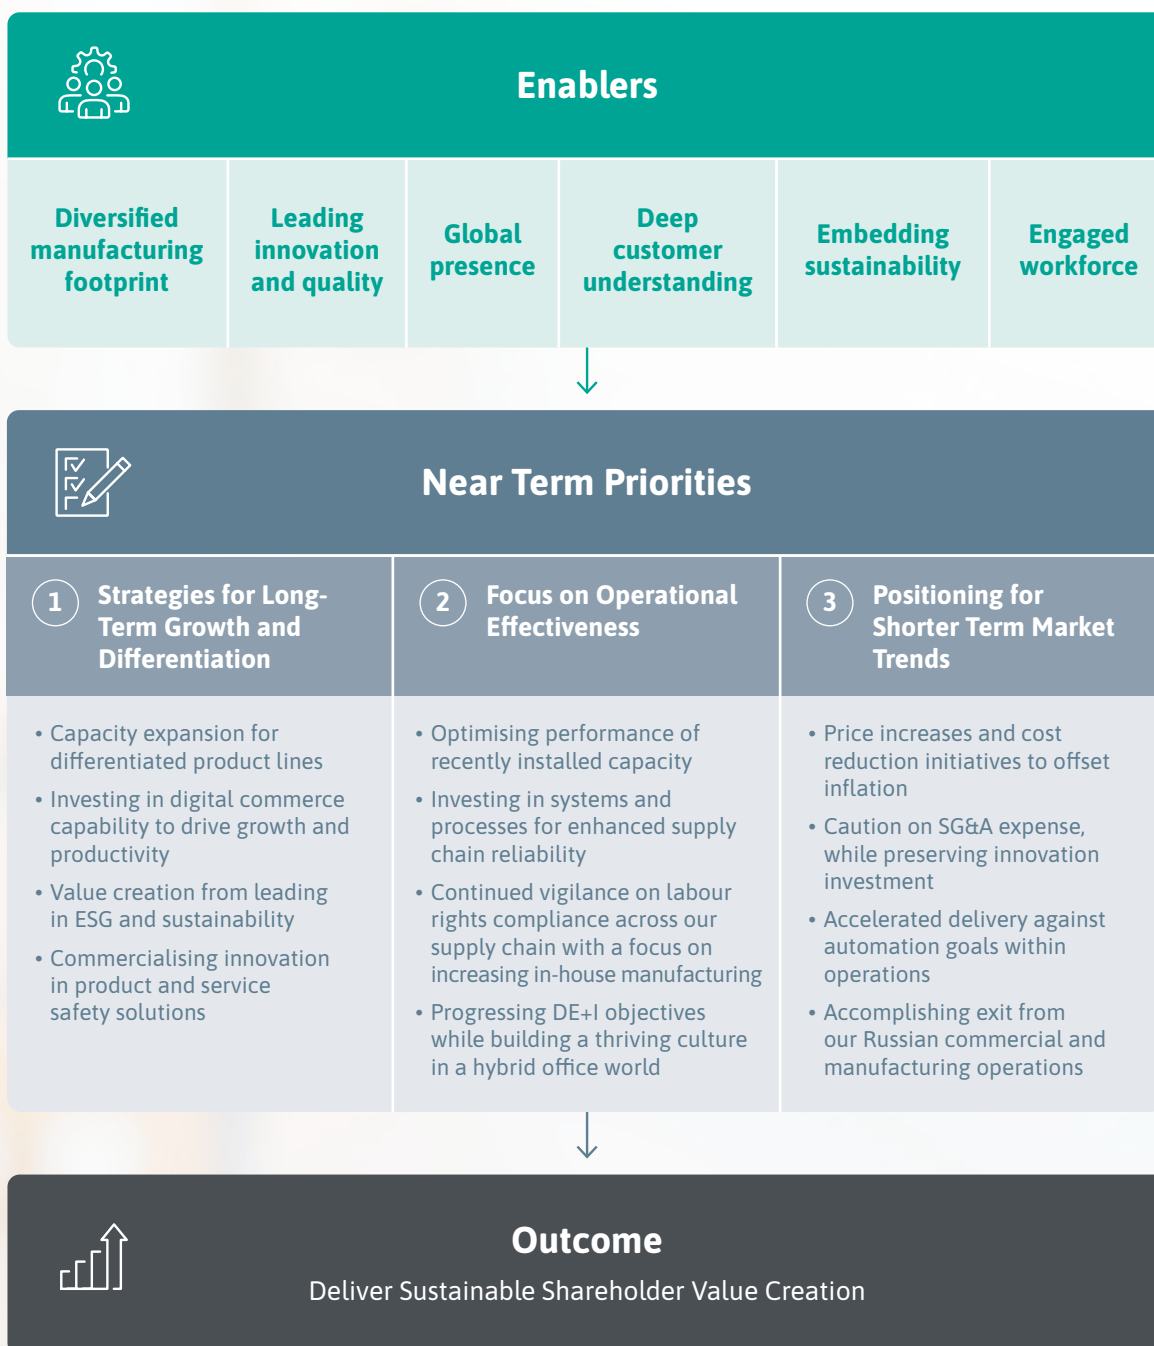 Enablers
Diversified
manufacturing
footprint
Leading
innovation
and quality
Global
presence
Deep
customer
understanding
Embedding
sustainability
Engaged
workforce
Near Term Priorities
1
Strategies for Long-
Term Growth and
Differentiation
• Capacity expansion for
differentiated product lines
• Investing in digital commerce
capability to drive growth and
productivity
• Value creation from leading
in ESG and sustainability
• Commercialising innovation
in product and service
safety solutions
2
Focus on Operational
Effectiveness
• Optimising performance of
recently installed capacity
• Investing in systems and
processes for enhanced supply
chain reliability
• Continued vigilance on labour
rights compliance across our
supply chain with a focus on
increasing in-house manufacturing
• Progressing DE+I objectives
while building a thriving culture
in a hybrid office world
3
Positioning for
Shorter Term Market
Trends
• Price increases and cost
reduction initiatives to offset
inflation
• Caution on SG&A expense,
while preserving innovation
investment
• Accelerated delivery against
automation goals within
operations
• Accomplishing exit from
our Russian commercial and
manufacturing operations
Outcome
Deliver Sustainable Shareholder Value Creation